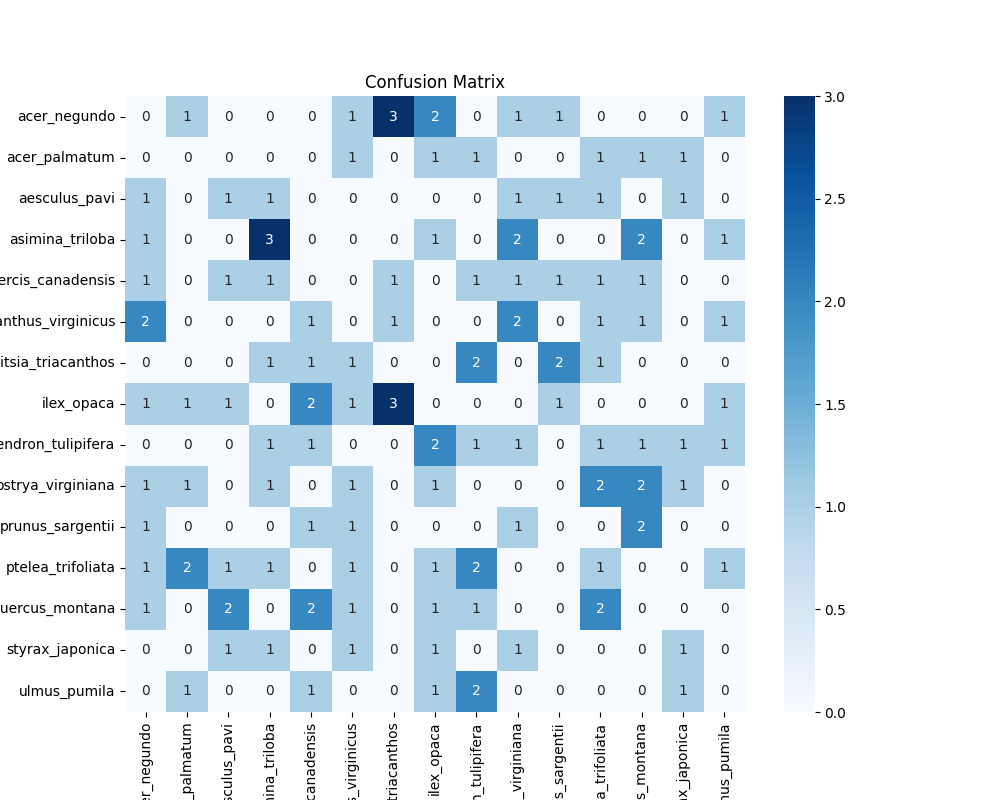 Confusion Matrix
acer_negundo 0 1 0 0 0 1 3 2 0 1 1 0 0 0 1
acer_palmatum 0 0 0 0 0 1 0 1 1 0 0 1 1 1 0
aesculus_pavi 1 0 1 1 0 0 0 0 0 1 1 1 0 1 0
asimina_triloba 1 0 0 3 0 0 0 1 0 2 0 0 2 0 1
ercis_canadensis 1 0 1 1 0 0 1 0 1 1 1 1 1 0 0
anthus_virginicus 2 0 0 0 1 0 1 0 0 2 0 1 1 0 1
itsia_triacanthos 0 0 0 1 1 1 0 0 2 0 2 1 0 0 0
ilex_opaca 1 1 1 0 2 1 3 0 0 0 1 0 0 0 1
endron_tulipifera 0 0 0 1 1 0 0 2 1 1 0 1 1 1 1
ostrya_virginiana 1 1 0 1 0 1 0 1 0 0 0 2 2 1 0
prunus_sargentii 1 0 0 0 1 1 0 0 0 1 0 0 2 0 0
ptelea_trifoliata 1 2 1 1 0 1 0 1 2 0 0 1 0 0 1
uercus_montana 1 0 2 0 2 1 0 1 1 0 0 2 0 0 0
styrax_japonica 0 0 1 1 0 1 0 1 0 1 0 0 0 1 0
ulmus_pumila 0 1 0 0 1 0 0 1 2 0 0 0 0 1 0
er_negundo
_palmatum
sculus_pavi
mina_triloba
canadensis
s_virginicus
triacanthos
ilex_opaca
n_tulipifera
_virginiana
s_sargentii
a_trifoliata
s_montana
ax_japonica
nus_pumila
3.0
2.5
2.0
1.5
1.0
0.5
0.0